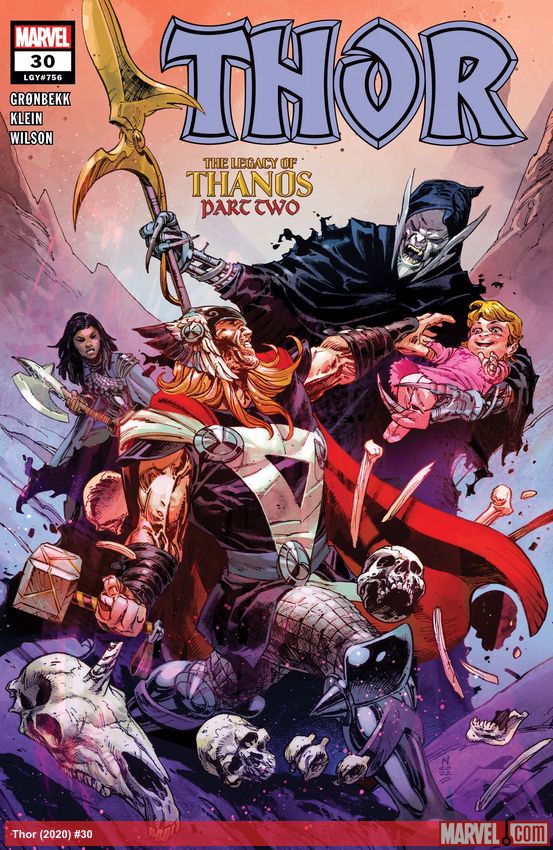 MARVEL
30
LGY#756
GRØNBEKK
KLEIN
WILSON
THOR
THE LEGACY OF
THANOS
PART TWO
Thor (2020) #30
MARVEL.com